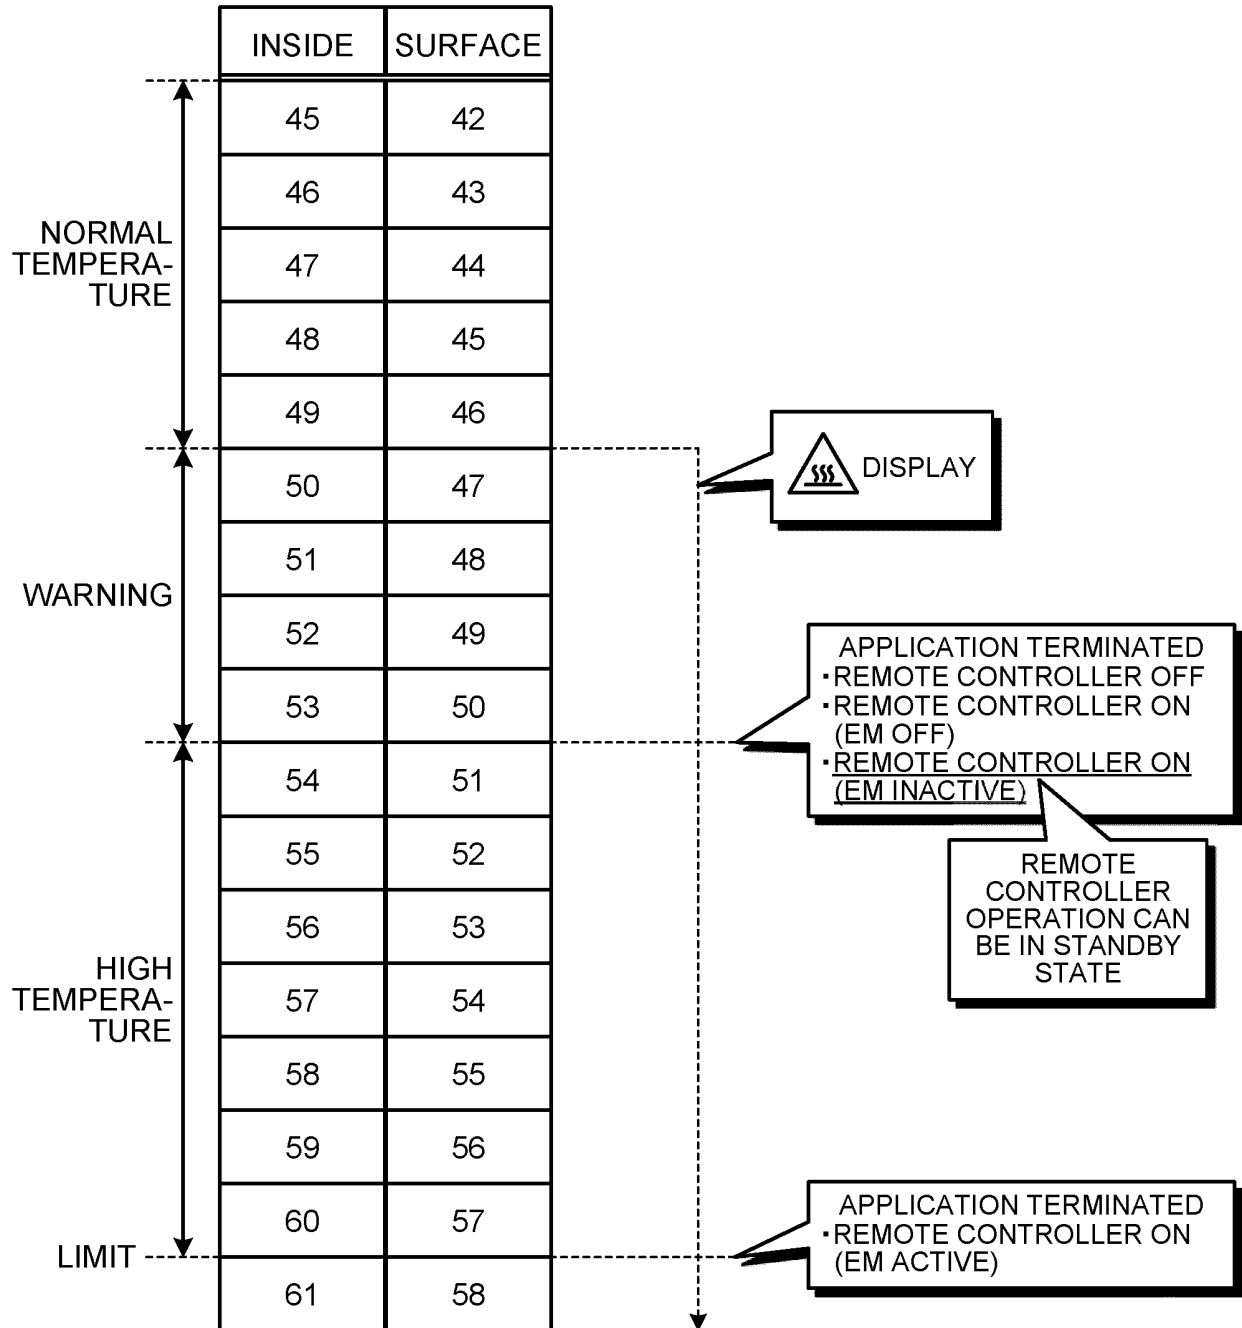 INSIDE SURFACE
45 42
46 43
47 44
48 45
49 46
50 47
51 48
52 49
53 50
54 51
55 52
56 53
57 54
58 55
59 56
60 57
61 58
NORMAL
TEMPERA-
TURE
WARNING
HIGH
TEMPERA-
TURE
LIMIT
DISPLAY
APPLICATION TERMINATED
・REMOTE CONTROLLER OFF
・REMOTE CONTROLLER ON
(EM OFF)
・REMOTE CONTROLLER ON
(EM INACTIVE)
REMOTE
CONTROLLER
OPERATION CAN
BE IN STANDBY
STATE
APPLICATION TERMINATED
・REMOTE CONTROLLER ON
(EM ACTIVE)